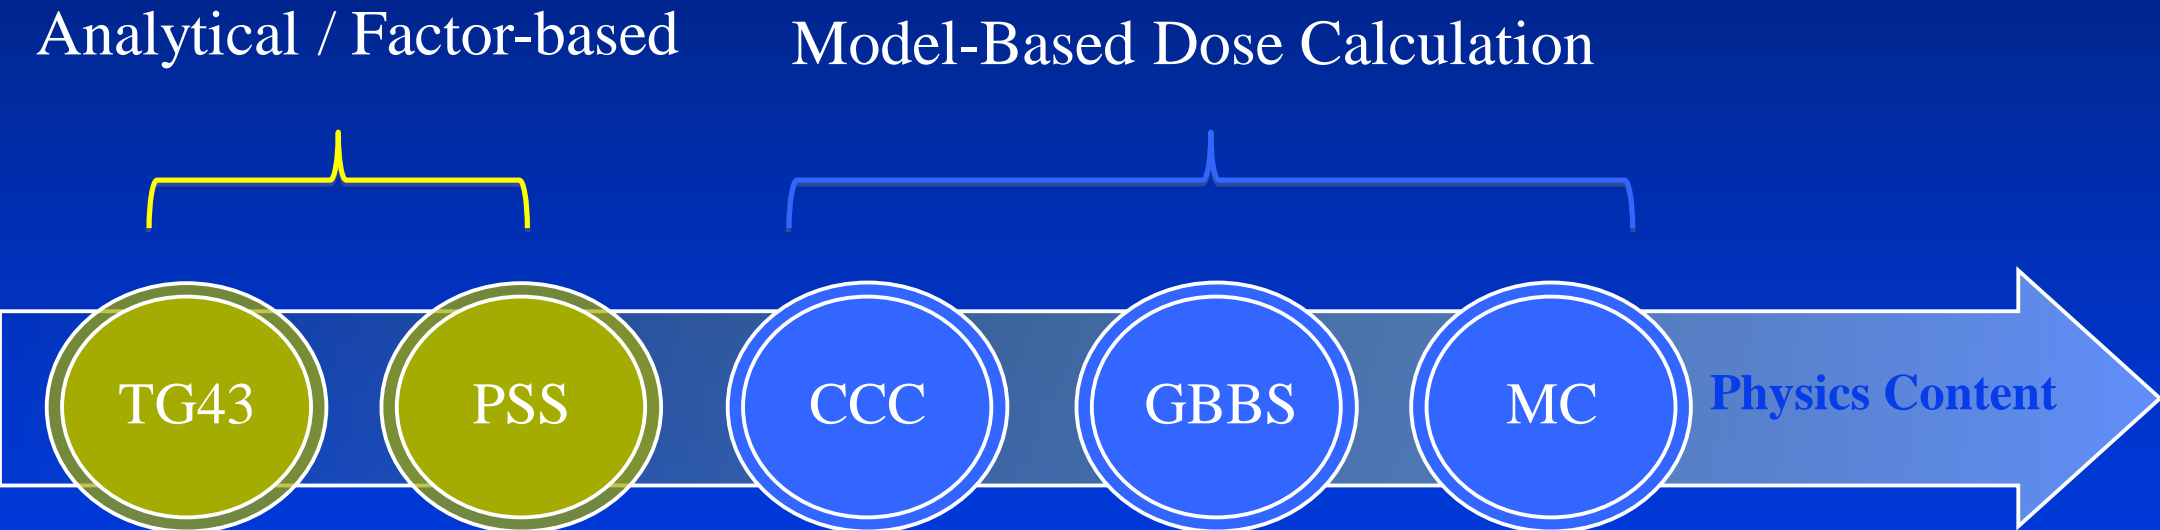 Analytical / Factor-based
Model-Based Dose Calculation
TG43
PSS
CCC
GBBS
MC
Physics Content